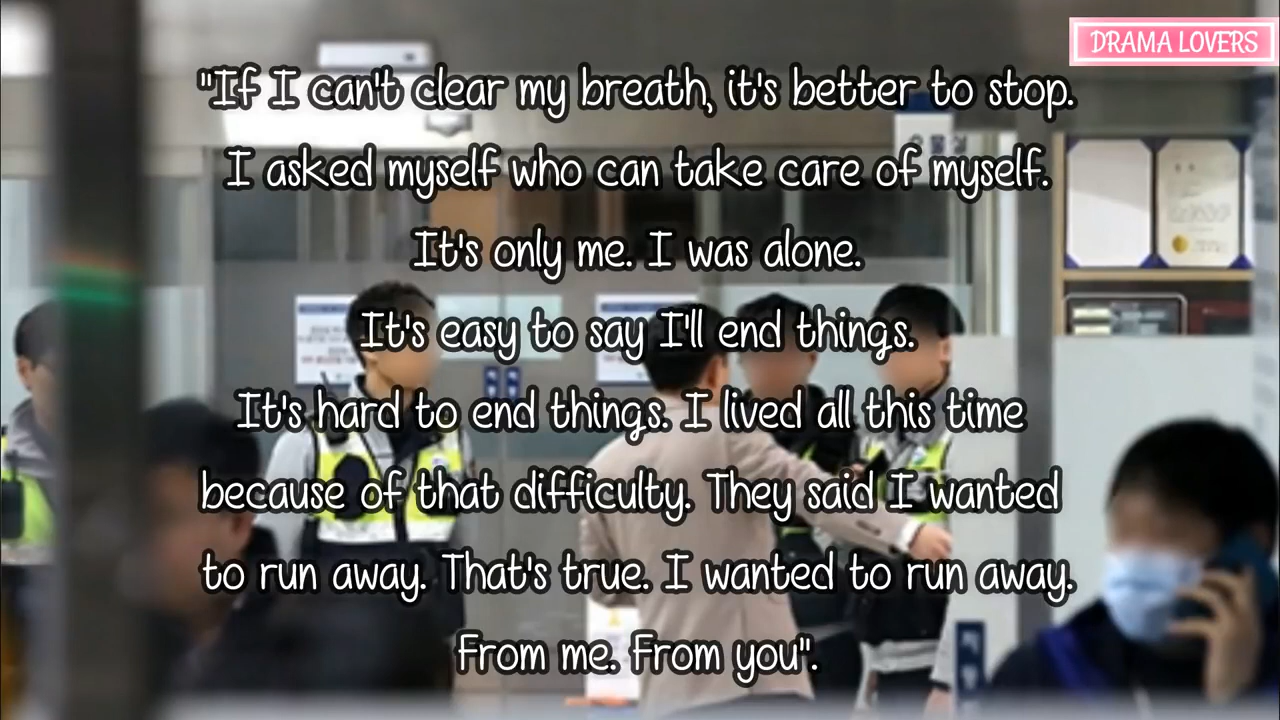 DRAMA LOVERS
"If I can't clear my breath, it's better to stop.
I asked myself who can take care of myself.
It's only me. I was alone.
It's easy to say I'll end things.
It's hard to end things. I lived all this time
because of that difficulty. They said I wanted
to run away. That's true. I wanted to run away.
From me. From you".